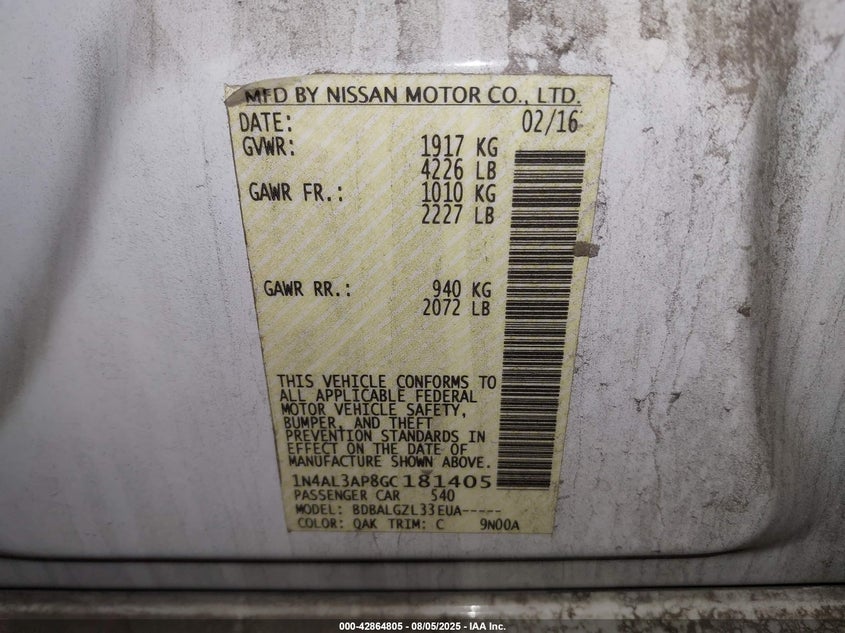 MFD BY NISSAN MOTOR CO., LTD.
DATE: 02/16
GVWR: 1917 KG
4226 LB
GAWR FR.: 1010 KG
2227 LB
GAWR RR.: 940 KG
2072 LB
THIS VEHICLE CONFORMS TO
ALL APPLICABLE FEDERAL
MOTOR VEHICLE SAFETY,
BUMPER, AND THEFT
PREVENTION STANDARDS IN
EFFECT ON THE DATE OF
MANUFACTURE SHOWN ABOVE.
1N4AL3AP8GC181405
PASSENGER CAR 540
MODEL: BDBALGZL33EUA-----
COLOR: QAK TRIM: C 9N00A
000-42864805 - 08/05/2025 - IAA Inc.